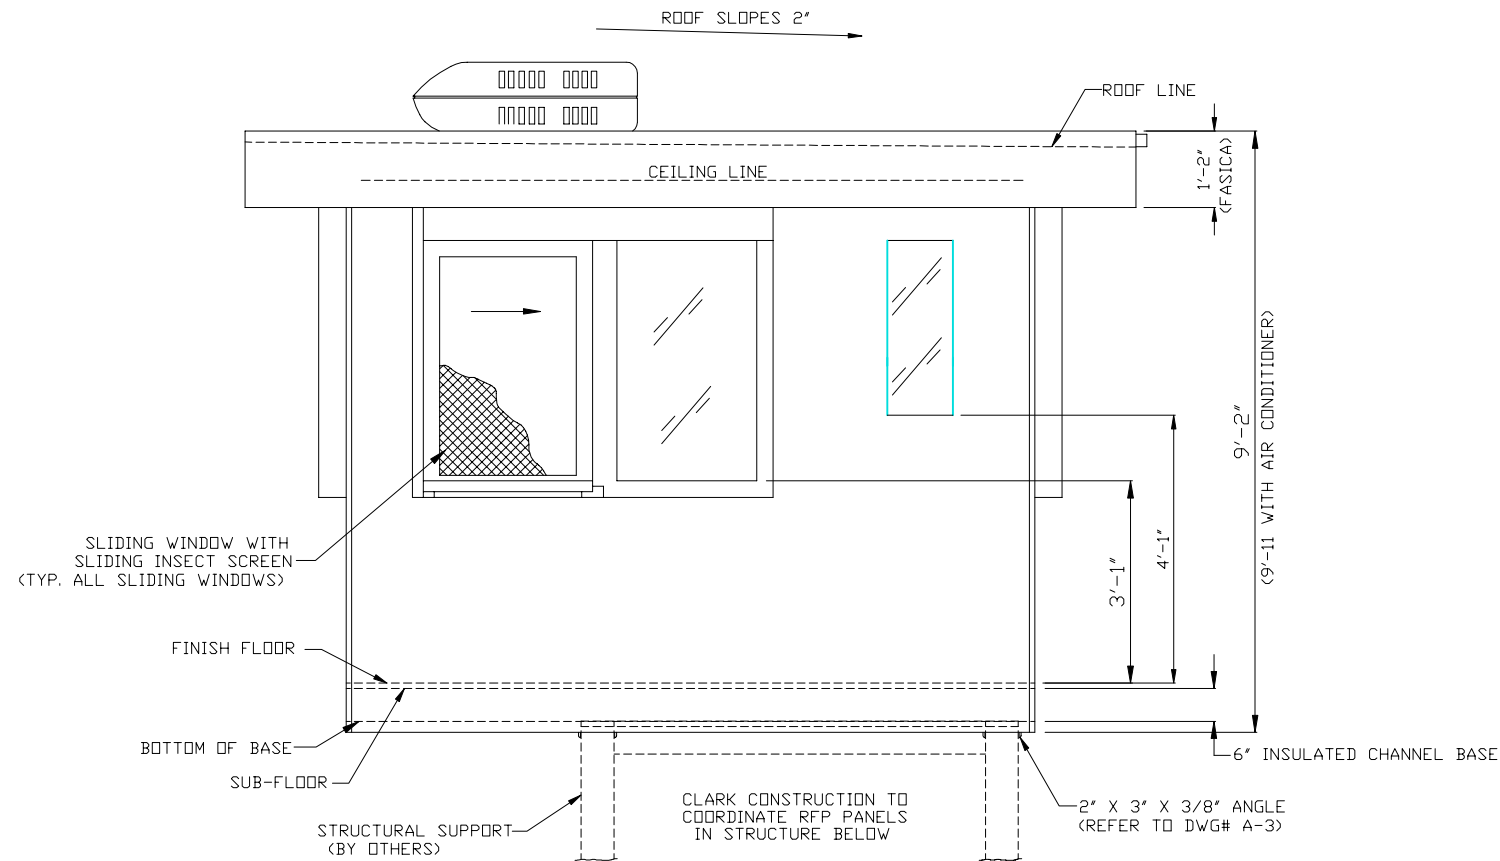 ROOF SLOPES 2"
ROOF LINE
1'-2"
(FASICA)
CEILING LINE
9'-2"
(9'-11 WITH AIR CONDITIONER)
SLIDING WINDOW WITH
SLIDING INSECT SCREEN
(TYP. ALL SLIDING WINDOWS)
3'-1"
4'-1"
FINISH FLOOR
BOTTOM OF BASE
SUB-FLOOR
6" INSULATED CHANNEL BASE
STRUCTURAL SUPPORT
(BY OTHERS)
CLARK CONSTRUCTION TO
COORDINATE RFP PANELS
IN STRUCTURE BELOW
2" X 3" X 3/8" ANGLE
(REFER TO DWG# A-3)